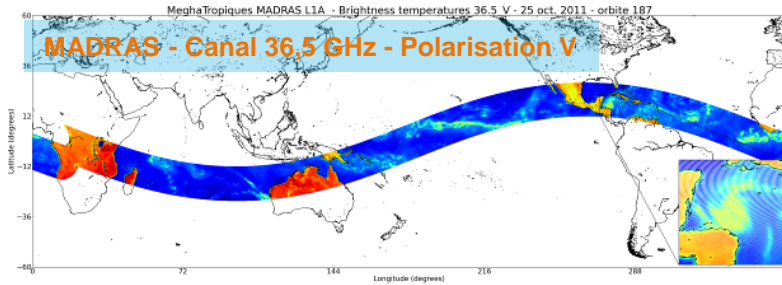 MeghaTropiques MADRAS L1A - Brightness temperatures 36.5 V - 25 oct. 2011 - orbite 187
MADRAS - Canal 36,5 GHz - Polarisation V
60
36
12
−12
−36
−60
Latitude (degrees)
0 72 144 216 288
Longitude (degrees)